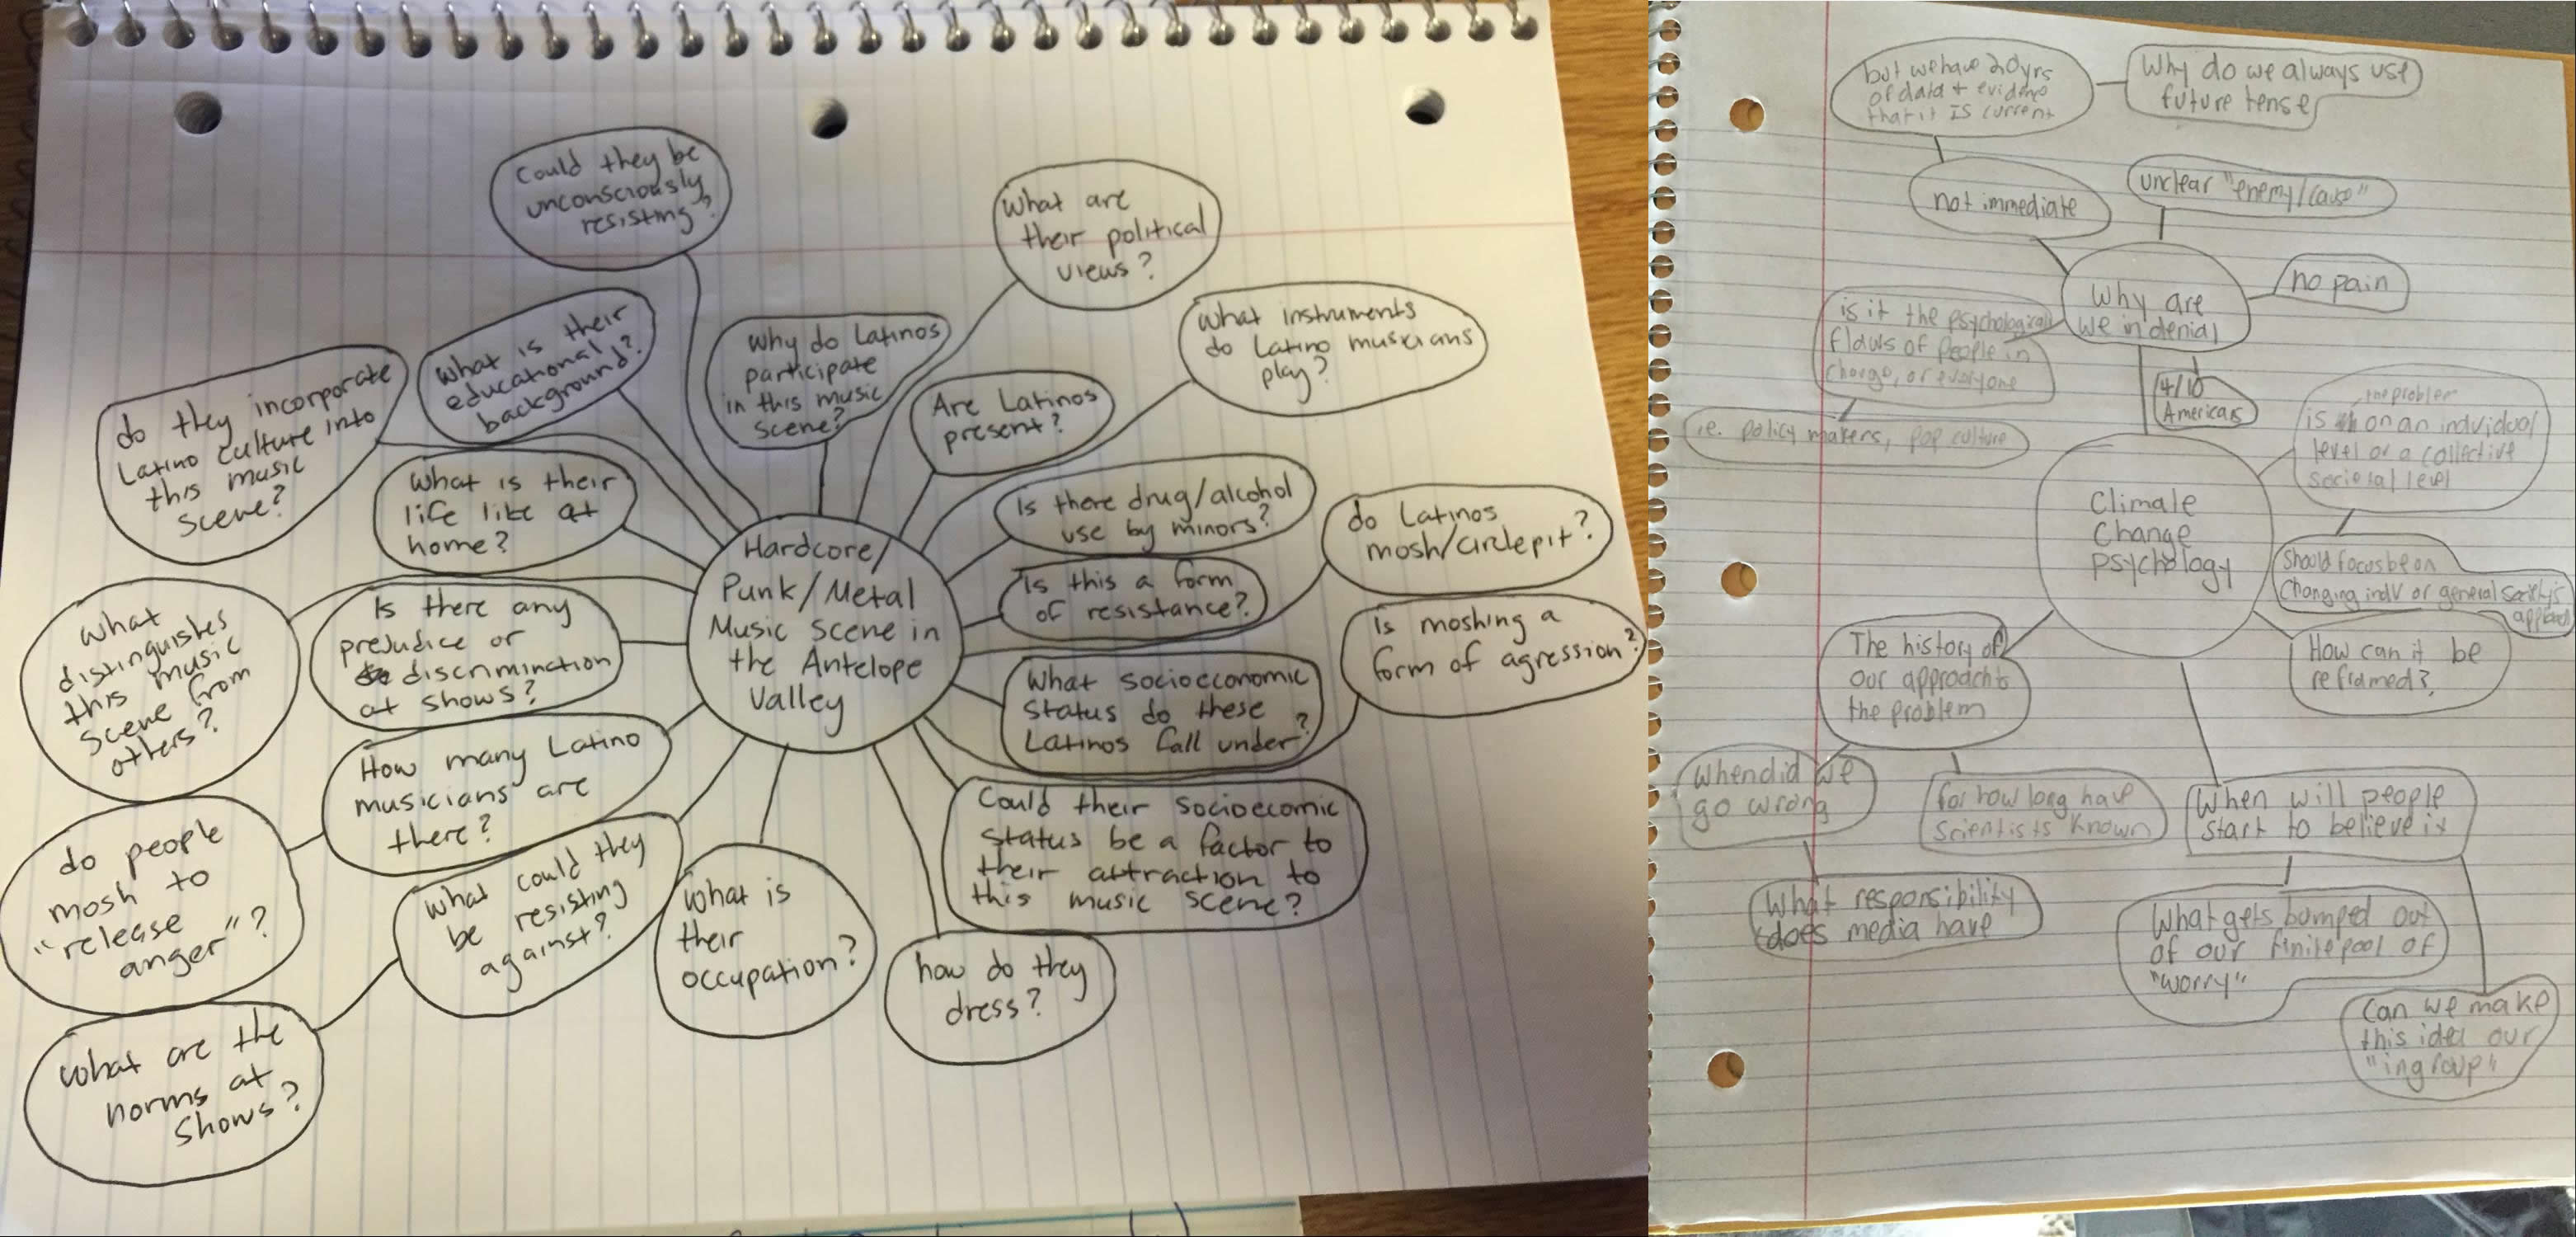 Could they be
unconsciously
resisting?
What are
their political
views?
What is their
educational
background?
Why do Latinos
participate
in this music
scene?
What instruments
do Latino musicians
play?
do they incorporate
Latino culture into
this music
scene?
Are Latinos
present?
What is their
life like at
home?
Is there drug/alcohol
use by minors?
do Latinos
mosh/circlepit?
Hardcore/
Punk/Metal
Music scene in
the Antelope
Valley
Is this a form
of resistance?
Is moshing a
form of agression?
What
distinguishes
this music
scene from
others?
Is there any
prejudice or
discrimination
at shows?
What socioeconomic
status do these
Latinos fall under?
How many Latino
musicians are
there?
Could their socioecomic
status be a factor to
their attraction to
this music scene?
do people
mosh to
"release
anger"?
What could they
be resisting
against?
What is
their
occupation?
how do they
dress?
What are the
norms at
Shows?
but we have 20yrs
of data + evidence
that it IS current
Why do we always use
future tense
not immediate
unclear "enemy/cause"
Why are
we in denial
no pain
is it the psychological
flaws of people in
charge, or everyone
i.e. policy makers, pop culture
4/10
Americans
the problem
is on an individual
level or a collective
societal level
Climate
Change
psychology
Should focus be on
changing indv or general society's
approach
The history of
our approach to
the problem
How can it be
reframed?
When did we
go wrong
for how long have
scientists known
When will people
start to believe it
What responsibility
does media have
What gets bumped out
of our finite pool of
"worry"
Can we make
this idea our
"ingroup"